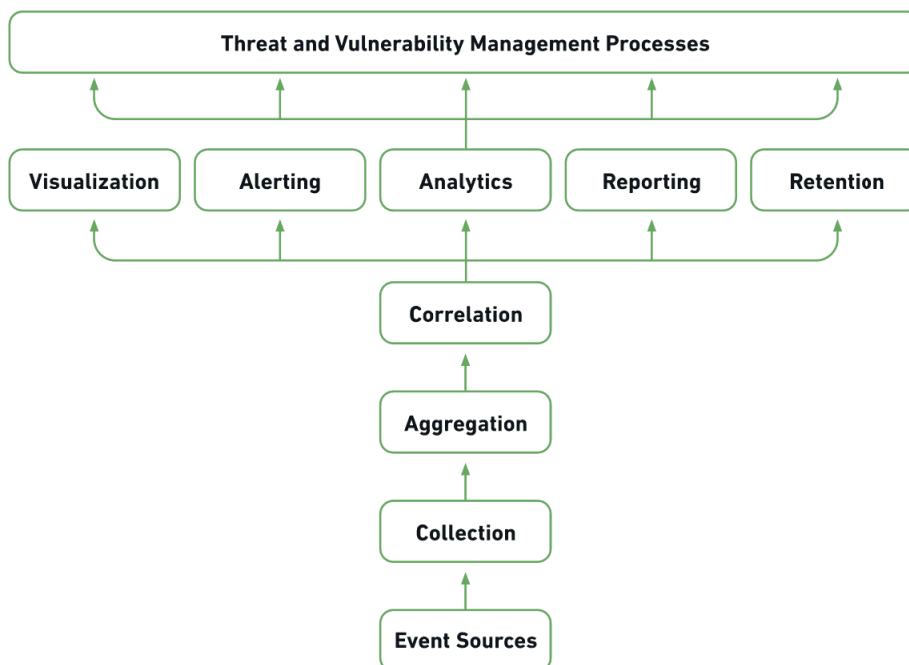 Threat and Vulnerability Management Processes
Visualization
Alerting
Analytics
Reporting
Retention
Correlation
Aggregation
Collection
Event Sources